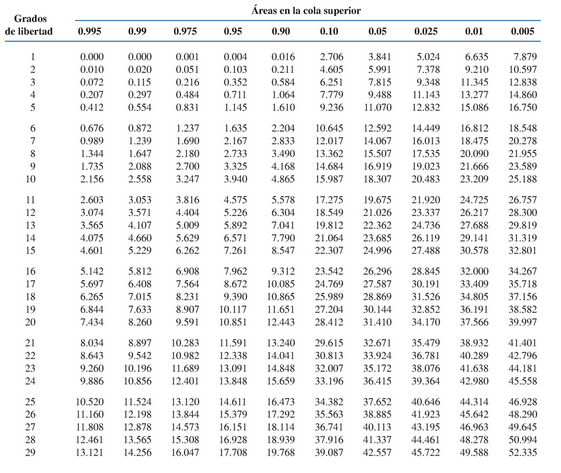 Áreas en la cola superior
Grados
de libertad 0.995 0.99 0.975 0.95 0.90 0.10 0.05 0.025 0.01 0.005
1 0.000 0.000 0.001 0.004 0.016 2.706 3.841 5.024 6.635 7.879
2 0.010 0.020 0.051 0.103 0.211 4.605 5.991 7.378 9.210 10.597
3 0.072 0.115 0.216 0.352 0.584 6.251 7.815 9.348 11.345 12.838
4 0.207 0.297 0.484 0.711 1.064 7.779 9.488 11.143 13.277 14.860
5 0.412 0.554 0.831 1.145 1.610 9.236 11.070 12.832 15.086 16.750
6 0.676 0.872 1.237 1.635 2.204 10.645 12.592 14.449 16.812 18.548
7 0.989 1.239 1.690 2.167 2.833 12.017 14.067 16.013 18.475 20.278
8 1.344 1.647 2.180 2.733 3.490 13.362 15.507 17.535 20.090 21.955
9 1.735 2.088 2.700 3.325 4.168 14.684 16.919 19.023 21.666 23.589
10 2.156 2.558 3.247 3.940 4.865 15.987 18.307 20.483 23.209 25.188
11 2.603 3.053 3.816 4.575 5.578 17.275 19.675 21.920 24.725 26.757
12 3.074 3.571 4.404 5.226 6.304 18.549 21.026 23.337 26.217 28.300
13 3.565 4.107 5.009 5.892 7.041 19.812 22.362 24.736 27.688 29.819
14 4.075 4.660 5.629 6.571 7.790 21.064 23.685 26.119 29.141 31.319
15 4.601 5.229 6.262 7.261 8.547 22.307 24.996 27.488 30.578 32.801
16 5.142 5.812 6.908 7.962 9.312 23.542 26.296 28.845 32.000 34.267
17 5.697 6.408 7.564 8.672 10.085 24.769 27.587 30.191 33.409 35.718
18 6.265 7.015 8.231 9.390 10.865 25.989 28.869 31.526 34.805 37.156
19 6.844 7.633 8.907 10.117 11.651 27.204 30.144 32.852 36.191 38.582
20 7.434 8.260 9.591 10.851 12.443 28.412 31.410 34.170 37.566 39.997
21 8.034 8.897 10.283 11.591 13.240 29.615 32.671 35.479 38.932 41.401
22 8.643 9.542 10.982 12.338 14.041 30.813 33.924 36.781 40.289 42.796
23 9.260 10.196 11.689 13.091 14.848 32.007 35.172 38.076 41.638 44.181
24 9.886 10.856 12.401 13.848 15.659 33.196 36.415 39.364 42.980 45.558
25 10.520 11.524 13.120 14.611 16.473 34.382 37.652 40.646 44.314 46.928
26 11.160 12.198 13.844 15.379 17.292 35.563 38.885 41.923 45.642 48.290
27 11.808 12.878 14.573 16.151 18.114 36.741 40.113 43.195 46.963 49.645
28 12.461 13.565 15.308 16.928 18.939 37.916 41.337 44.461 48.278 50.994
29 13.121 14.256 16.047 17.708 19.768 39.087 42.557 45.722 49.588 52.335